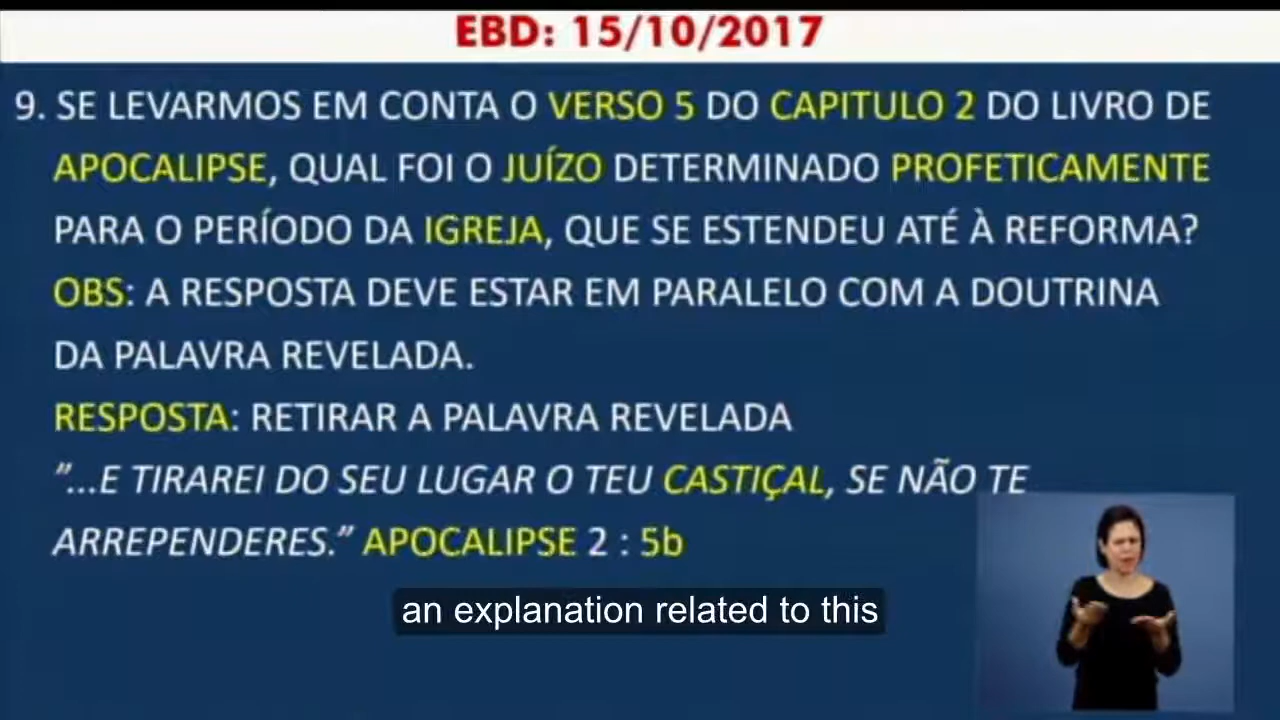 EBD: 15/10/2017
9. SE LEVARMOS EM CONTA O VERSO 5 DO CAPITULO 2 DO LIVRO DE
APOCALIPSE, QUAL FOI O JUÍZO DETERMINADO PROFETICAMENTE
PARA O PERÍODO DA IGREJA, QUE SE ESTENDEU ATÉ À REFORMA?
OBS: A RESPOSTA DEVE ESTAR EM PARALELO COM A DOUTRINA
DA PALAVRA REVELADA.
RESPOSTA: RETIRAR A PALAVRA REVELADA
"...E TIRAREI DO SEU LUGAR O TEU CASTIÇAL, SE NÃO TE
ARREPENDERES." APOCALIPSE 2 : 5b
an explanation related to this